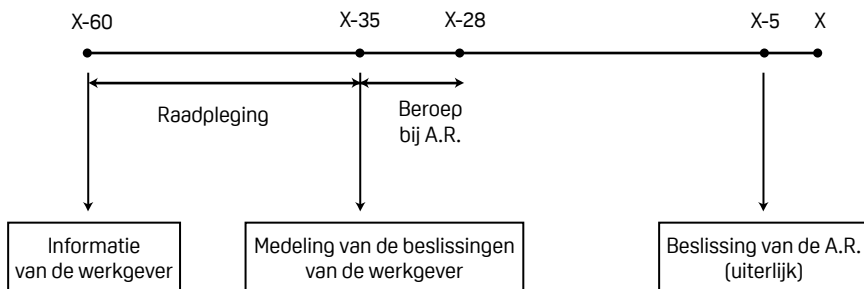 X-60 X-35 X-28 X-5 X
Raadpleging
Beroep
bij A.R.
Informatie
van de werkgever
Medeling van de beslissingen
van de werkgever
Beslissing van de A.R.
(uiterlijk)